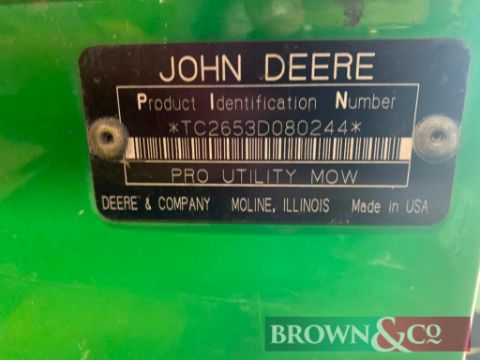 JOHN DEERE
Product Identification Number
*TC2653D080244*
PRO UTILITY MOW
DEERE & COMPANY MOLINE, ILLINOIS Made in USA
BROWN&CO